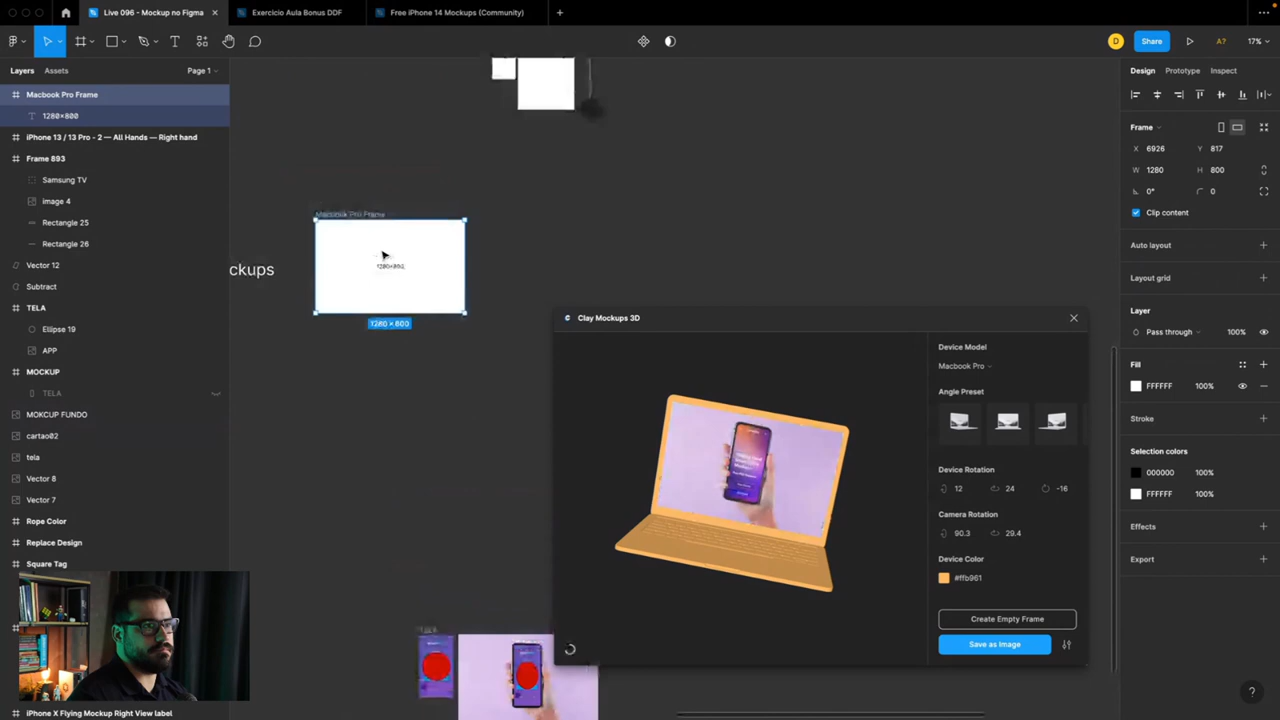 Live 096 - Mockup no Figma
Exercício Aula Bonus DDF
Free iPhone 14 Mockups (Community)
D
Share
A?
17%
Layers
Assets
Page 1
Macbook Pro Frame
1280×800
iPhone 13 / 13 Pro - 2 — All Hands — Right hand
Frame 893
Samsung TV
image 4
Rectangle 25
Rectangle 26
Vector 12
Subtract
TELA
Ellipse 19
APP
MOCKUP
TELA
MOKCUP FUNDO
cartao02
tela
Vector 8
Vector 7
Rope Color
Replace Design
Square Tag
iPhone X Flying Mockup Right View label
ckups
Macbook Pro Frame
1280×800
1280 × 800
Clay Mockups 3D
Device Model
Macbook Pro
Angle Preset
Device Rotation
12
24
-16
Camera Rotation
90.3
29.4
Device Color
#ffb961
Create Empty Frame
Save as Image
Design
Prototype
Inspect
Frame
X 6926
Y 817
W 1280
H 800
0°
0
Clip content
Auto layout
Layout grid
Layer
Pass through
100%
Fill
FFFFFF
100%
Stroke
Selection colors
000000
100%
FFFFFF
100%
Effects
Export
?